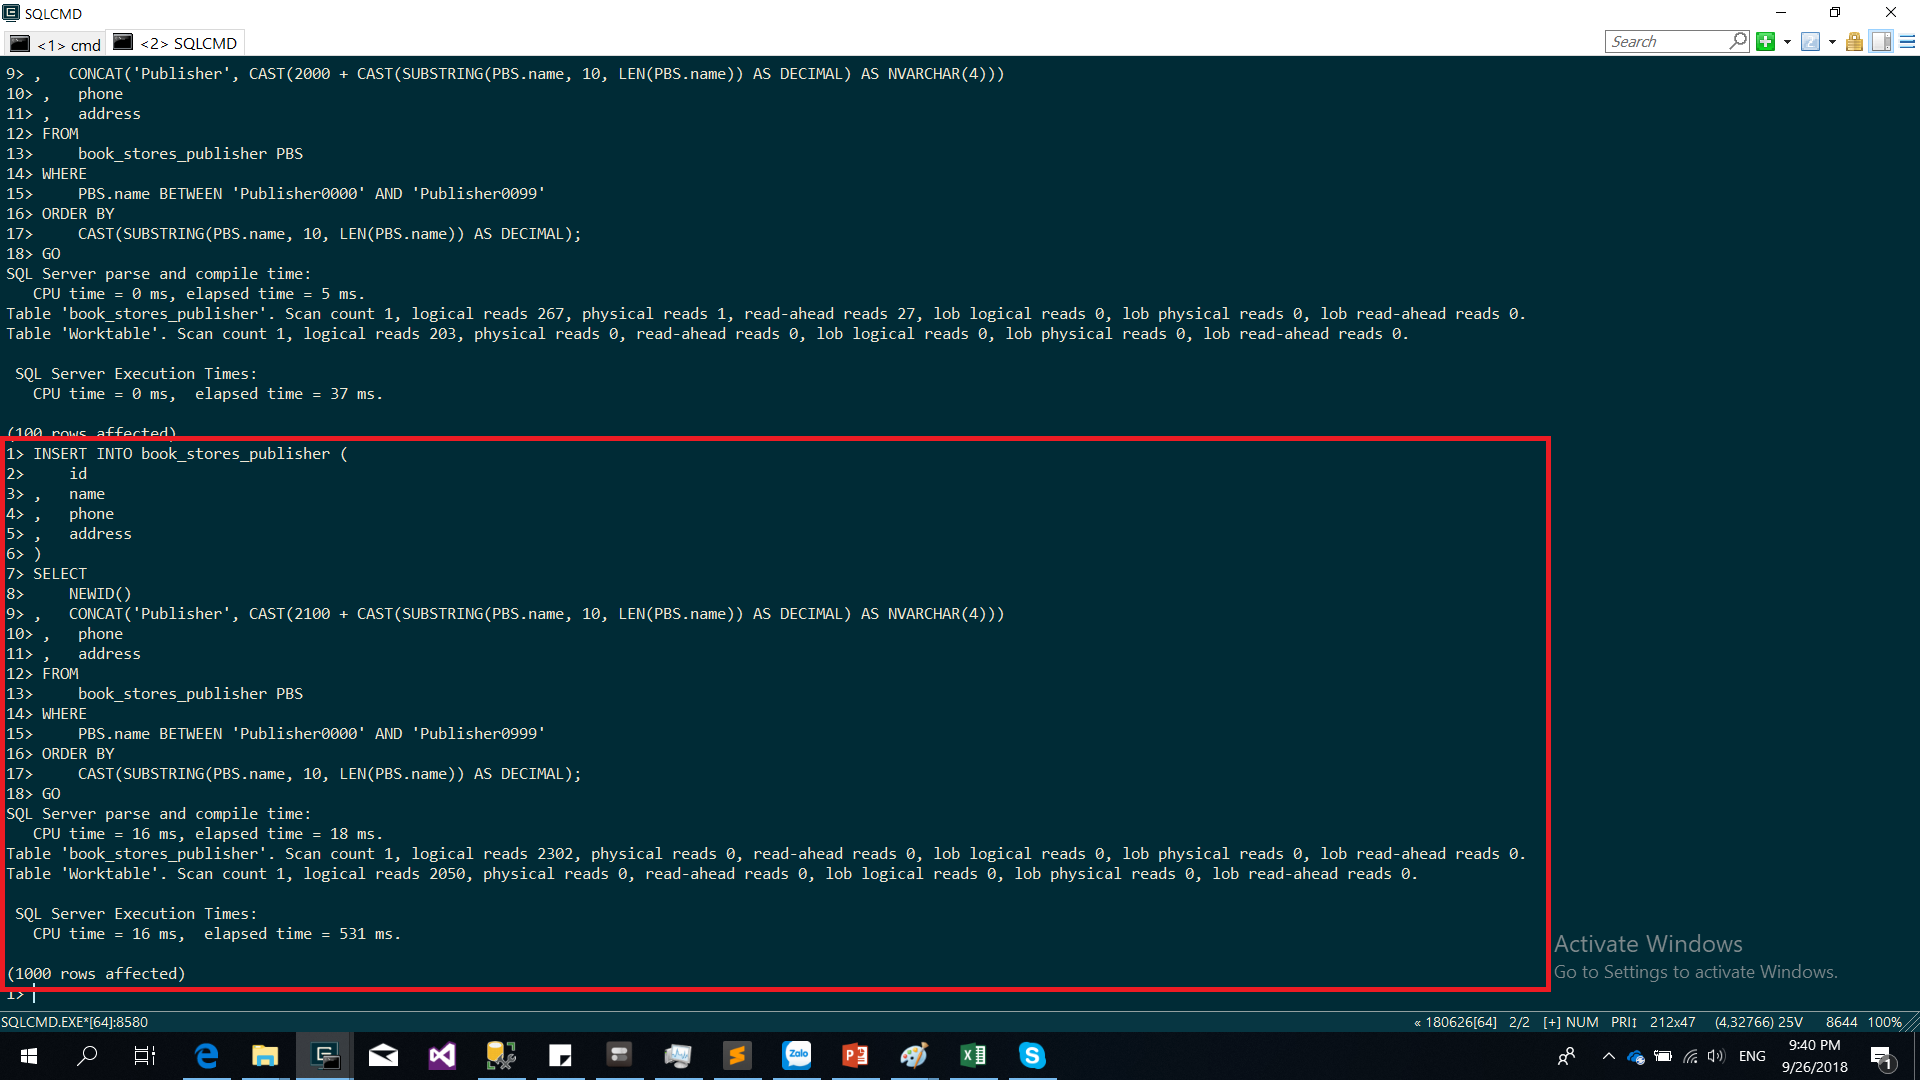 SQLCMD
<1> cmd <2> SQLCMD Search
9> ,   CONCAT('Publisher', CAST(2000 + CAST(SUBSTRING(PBS.name, 10, LEN(PBS.name)) AS DECIMAL) AS NVARCHAR(4)))
10> ,   phone
11> ,   address
12> FROM
13>     book_stores_publisher PBS
14> WHERE
15>     PBS.name BETWEEN 'Publisher0000' AND 'Publisher0099'
16> ORDER BY
17>     CAST(SUBSTRING(PBS.name, 10, LEN(PBS.name)) AS DECIMAL);
18> GO
SQL Server parse and compile time:
   CPU time = 0 ms, elapsed time = 5 ms.
Table 'book_stores_publisher'. Scan count 1, logical reads 267, physical reads 1, read-ahead reads 27, lob logical reads 0, lob physical reads 0, lob read-ahead reads 0.
Table 'Worktable'. Scan count 1, logical reads 203, physical reads 0, read-ahead reads 0, lob logical reads 0, lob physical reads 0, lob read-ahead reads 0.
 SQL Server Execution Times:
   CPU time = 0 ms,  elapsed time = 37 ms.
(100 rows affected)
1> INSERT INTO book_stores_publisher (
2>     id
3> ,   name
4> ,   phone
5> ,   address
6> )
7> SELECT
8>     NEWID()
9> ,   CONCAT('Publisher', CAST(2100 + CAST(SUBSTRING(PBS.name, 10, LEN(PBS.name)) AS DECIMAL) AS NVARCHAR(4)))
10> ,   phone
11> ,   address
12> FROM
13>     book_stores_publisher PBS
14> WHERE
15>     PBS.name BETWEEN 'Publisher0000' AND 'Publisher0999'
16> ORDER BY
17>     CAST(SUBSTRING(PBS.name, 10, LEN(PBS.name)) AS DECIMAL);
18> GO
SQL Server parse and compile time:
   CPU time = 16 ms, elapsed time = 18 ms.
Table 'book_stores_publisher'. Scan count 1, logical reads 2302, physical reads 0, read-ahead reads 0, lob logical reads 0, lob physical reads 0, lob read-ahead reads 0.
Table 'Worktable'. Scan count 1, logical reads 2050, physical reads 0, read-ahead reads 0, lob logical reads 0, lob physical reads 0, lob read-ahead reads 0.
 SQL Server Execution Times:
   CPU time = 16 ms,  elapsed time = 531 ms.
(1000 rows affected)
1>
Activate Windows
Go to Settings to activate Windows.
SQLCMD.EXE*[64]:8580 « 180626[64] 2/2 [+] NUM PRI↕ 212x47 (4,32766) 25V 8644 100%
Zalo
ENG
9:40 PM
9/26/2018
1